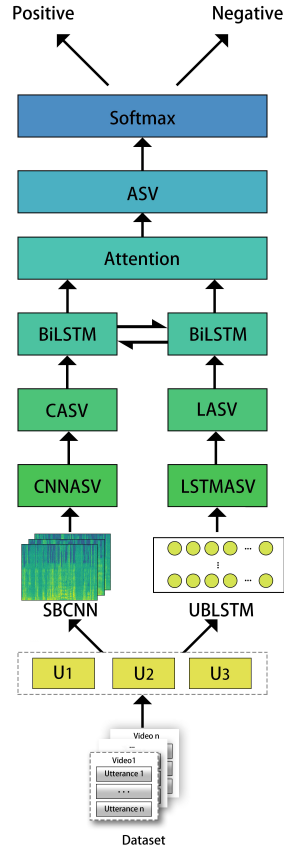 Positive Negative
Softmax
ASV
Attention
BiLSTM BiLSTM
CASV LASV
CNNASV LSTMASV
... 
⋮
...
SBCNN UBLSTM
U1 U2 U3
Video n
...
Video1
Utterance 1
...
Utterance n
Dataset